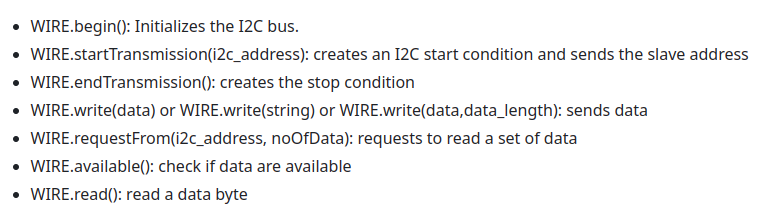 • WIRE.begin(): Initializes the I2C bus.
• WIRE.startTransmission(i2c_address): creates an I2C start condition and sends the slave address
• WIRE.endTransmission(): creates the stop condition
• WIRE.write(data) or WIRE.write(string) or WIRE.write(data,data_length): sends data
• WIRE.requestFrom(i2c_address, noOfData): requests to read a set of data
• WIRE.available(): check if data are available
• WIRE.read(): read a data byte